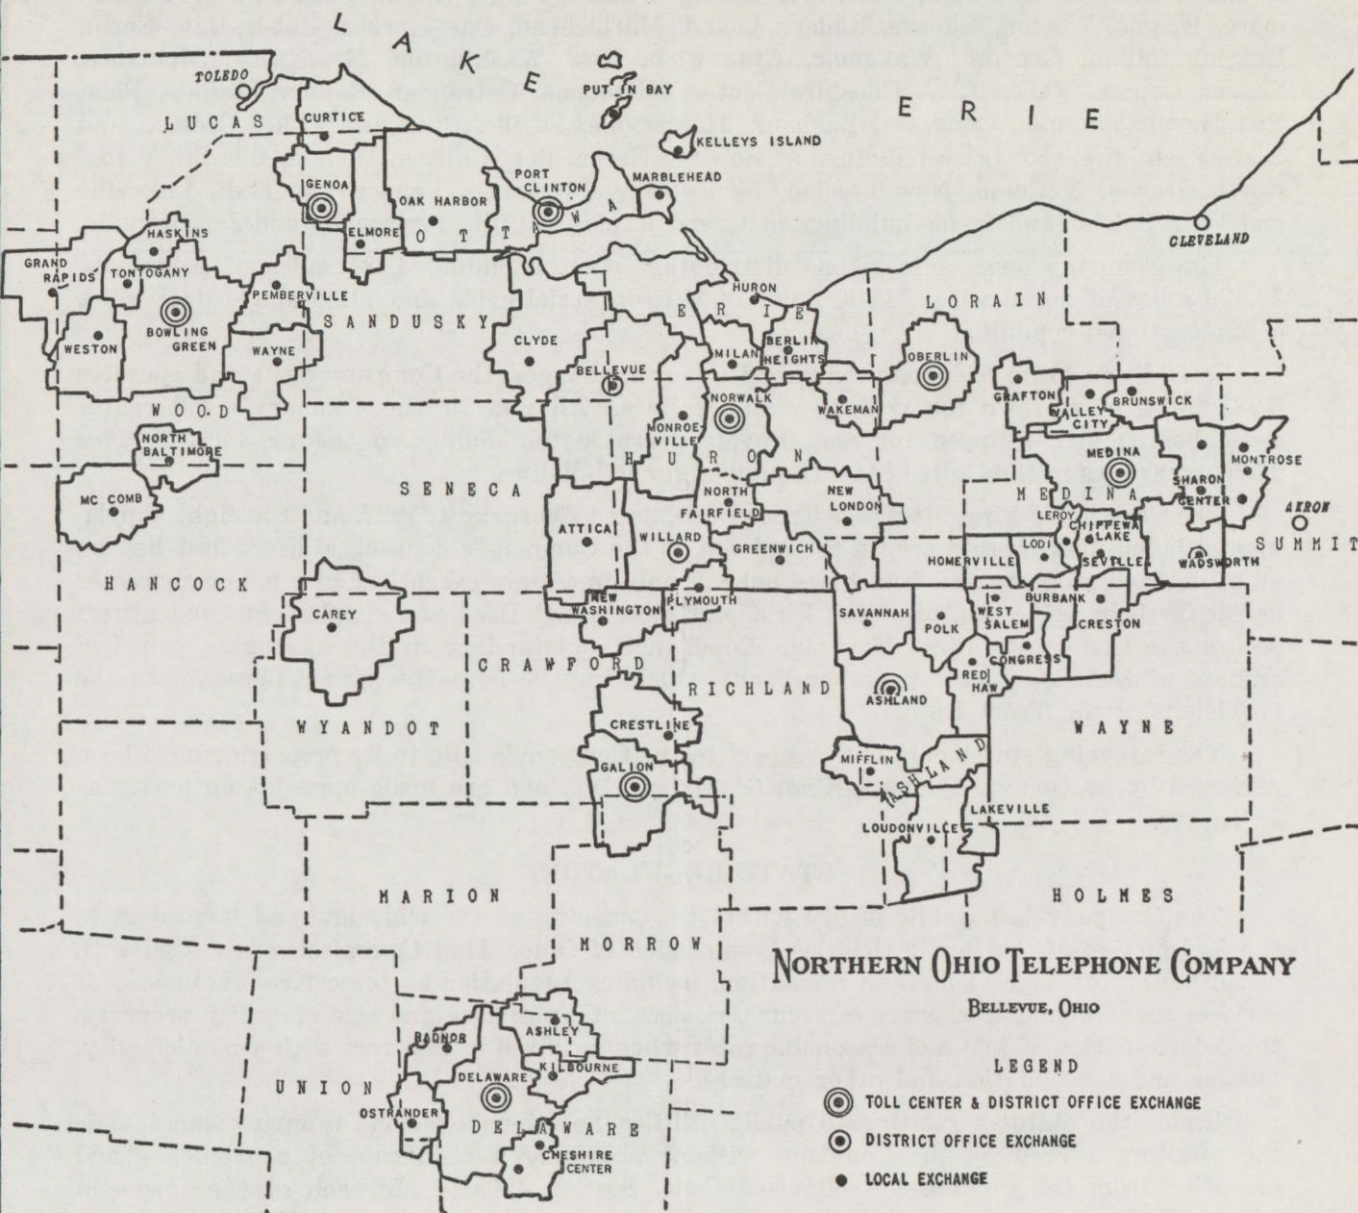 LAKE
ERIE
TOLEDO
LUCAS
CURTICE
PUT IN BAY
KELLEYS ISLAND
GENOA
OAK HARBOR
PORT
CLINTON
MARBLEHEAD
ELMORE
OTTAWA
CLEVELAND
HASKINS
GRAND
RAPIDS
TONTOGANY
PEMBERVILLE
BOWLING
GREEN
WESTON
WAYNE
SANDUSKY
HURON
ERIE
LORAIN
CLYDE
BELLEVUE
MILAN
BERLIN
HEIGHTS
OBERLIN
WOOD
NORWALK
WAKEMAN
GRAFTON
VALLEY
CITY
BRUNSWICK
MONROE
VILLE
NORTH
BALTIMORE
HURON
MEDINA
MONTROSE
MC COMB
SENECA
NORTH
FAIRFIELD
NEW
LONDON
MEDINA
SHARON
CENTER
AKRON
ATTICA
WILLARD
GREENWICH
LEROY
CHIPPEWA
LAKE
LODI
SUMMIT
HOMERVILLE
SEVILLE
WADSWORTH
HANCOCK
CAREY
NEW
WASHINGTON
PLYMOUTH
SAVANNAH
POLK
WEST
SALEM
BURBANK
CRESTON
CRAWFORD
CONGRESS
RED
HAW
RICHLAND
ASHLAND
WYANDOT
CRESTLINE
WAYNE
GALION
MIFFLIN
ASHLAND
LAKEVILLE
LOUDONVILLE
MARION
HOLMES
MORROW
NORTHERN OHIO TELEPHONE COMPANY
BELLEVUE, OHIO
RADNOR
ASHLEY
KILBOURNE
DELAWARE
UNION
OSTRANDER
DELAWARE
CHESHIRE
CENTER
LEGEND
TOLL CENTER & DISTRICT OFFICE EXCHANGE
DISTRICT OFFICE EXCHANGE
LOCAL EXCHANGE